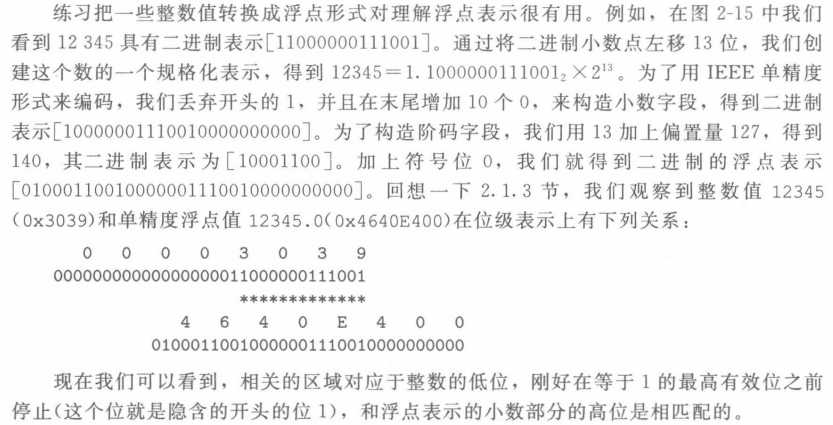 练习把一些整数值转换成浮点形式对理解浮点表示很有用。例如，在图 2-15 中我们
看到 12 345 具有二进制表示[11000000111001]。通过将二进制小数点左移 13 位，我们创
建这个数的一个规格化表示，得到 12345＝1.1000000111001₂×2¹³。为了用 IEEE 单精度
形式来编码，我们丢弃开头的 1，并且在末尾增加 10 个 0，来构造小数字段，得到二进制
表示[10000001110010000000000]。为了构造阶码字段，我们用 13 加上偏置量 127，得到
140，其二进制表示为[10001100]。加上符号位 0，我们就得到二进制的浮点表示
[01000110010000001110010000000000]。回想一下 2.1.3 节，我们观察到整数值 12345
(0x3039)和单精度浮点值 12345.0(0x4640E400)在位级表示上有下列关系：
0 0 0 0 3 0 3 9
00000000000000000011000000111001
*************
4 6 4 0 E 4 0 0
01000110010000001110010000000000
现在我们可以看到，相关的区域对应于整数的低位，刚好在等于 1 的最高有效位之前
停止(这个位就是隐含的开头的位 1)，和浮点表示的小数部分的高位是相匹配的。